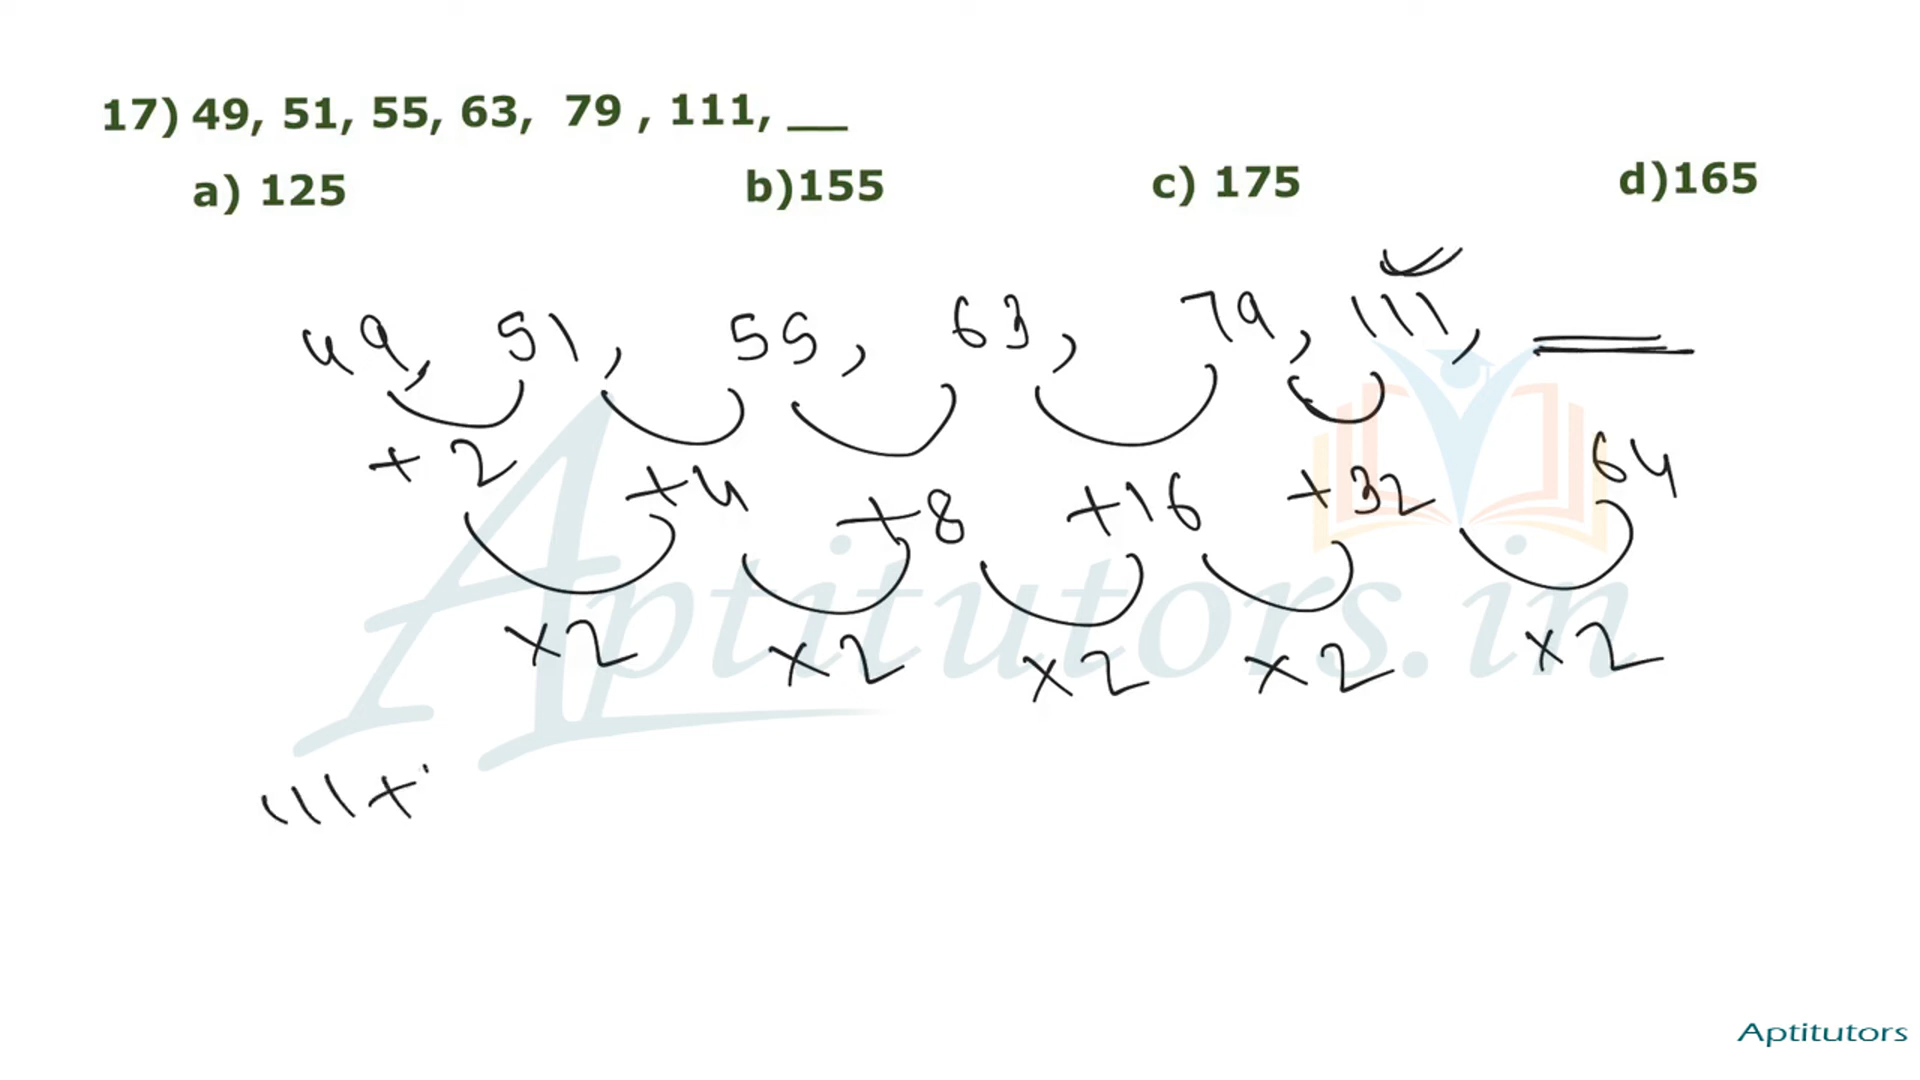 17) 49, 51, 55, 63, 79 , 111, __
a) 125 b)155 c) 175 d)165
49, 51, 55, 63, 79, 111,
+2 +4 +8 +16 +32 64
×2 ×2 ×2 ×2 ×2
111+
Aptitutors.in
Aptitutors